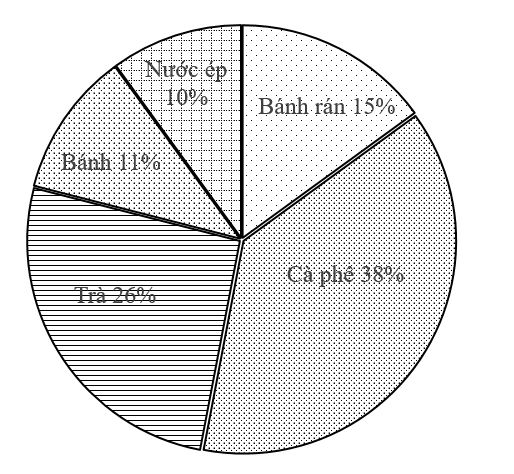 Nước ép
10%
Bánh rán 15%
Bánh 11%
Cà phê 38%
Trà 26%